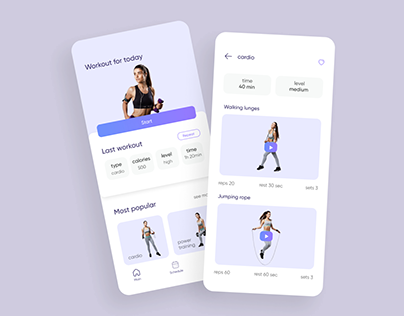 Workout for today
Start
Last workout
Repeat
type calories level time
cardio 500 high 1h 20min
Most popular
see more
cardio
power training
Main
Schedule
cardio
time level
40 min medium
Walking lunges
reps 20 rest 30 sec sets 3
Jumping rope
reps 60 rest 60 sec sets 3